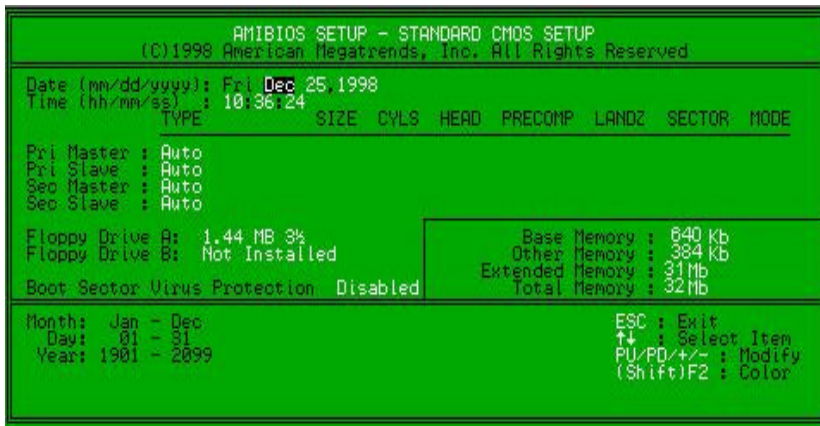 AMIBIOS SETUP – STANDARD CMOS SETUP
(C)1998 American Megatrends, Inc. All Rights Reserved
Date (mm/dd/yyyy): Fri Dec 25,1998
Time (hh/mm/ss) : 10:36:24
TYPE SIZE CYLS HEAD PRECOMP LANDZ SECTOR MODE
Pri Master : Auto
Pri Slave : Auto
Sec Master : Auto
Sec Slave : Auto
Floppy Drive A: 1.44 MB 3½
Floppy Drive B: Not Installed
Boot Sector Virus Protection Disabled
Base Memory : 640 Kb
Other Memory : 384 Kb
Extended Memory : 31 Mb
Total Memory : 32 Mb
Month: Jan – Dec
Day: 01 – 31
Year: 1901 – 2099
ESC : Exit
↑↓ : Select Item
PU/PD/+/- : Modify
(Shift)F2 : Color